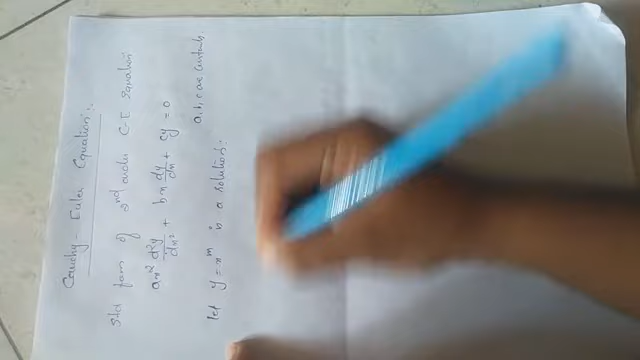 Cauchy - Euler Equation:-
Std form of 2nd order C-E equation
ax² d²y/dx² + bx dy/dx + cy = 0
a, b, c are constants.
let y = x^m is a solution: